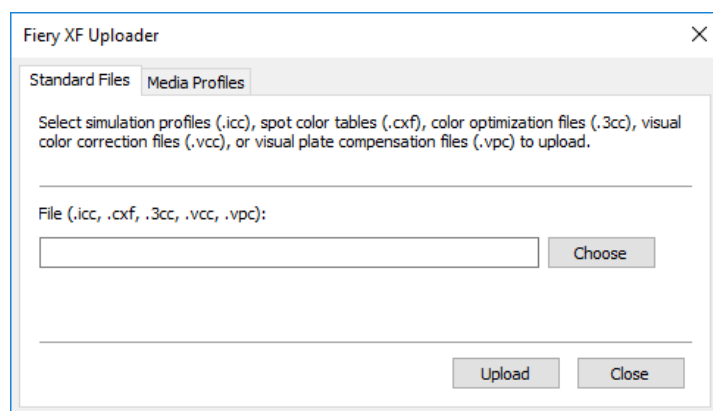 Fiery XF Uploader
Standard Files
Media Profiles
Select simulation profiles (.icc), spot color tables (.cxf), color optimization files (.3cc), visual
color correction files (.vcc), or visual plate compensation files (.vpc) to upload.
File (.icc, .cxf, .3cc, .vcc, .vpc):
Choose
Upload
Close